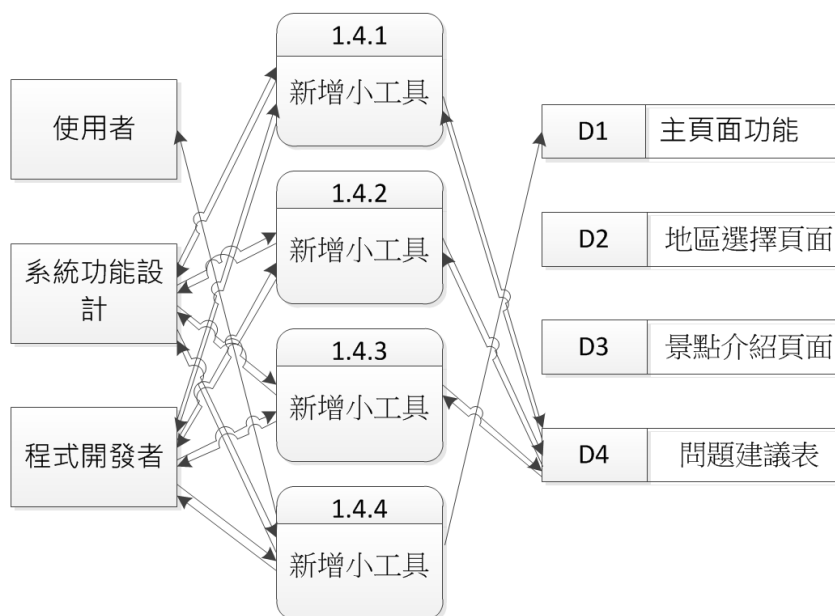 使用者
系統功能設
計
程式開發者
1.4.1
新增小工具
1.4.2
新增小工具
1.4.3
新增小工具
1.4.4
新增小工具
D1 主頁面功能
D2 地區選擇頁面
D3 景點介紹頁面
D4 問題建議表